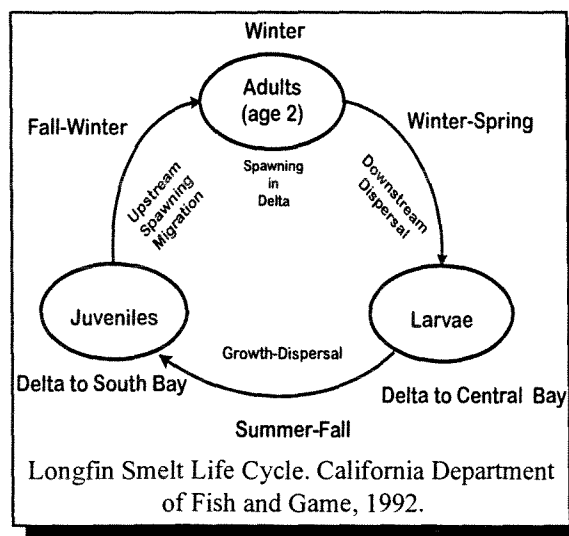 Winter
Adults
(age 2)
Fall-Winter
Winter-Spring
Spawning
in
Delta
Upstream
Spawning
Migration
Downstream
Dispersal
Juveniles
Larvae
Growth-Dispersal
Delta to South Bay
Delta to Central Bay
Summer-Fall
Longfin Smelt Life Cycle. California Department
of Fish and Game, 1992.